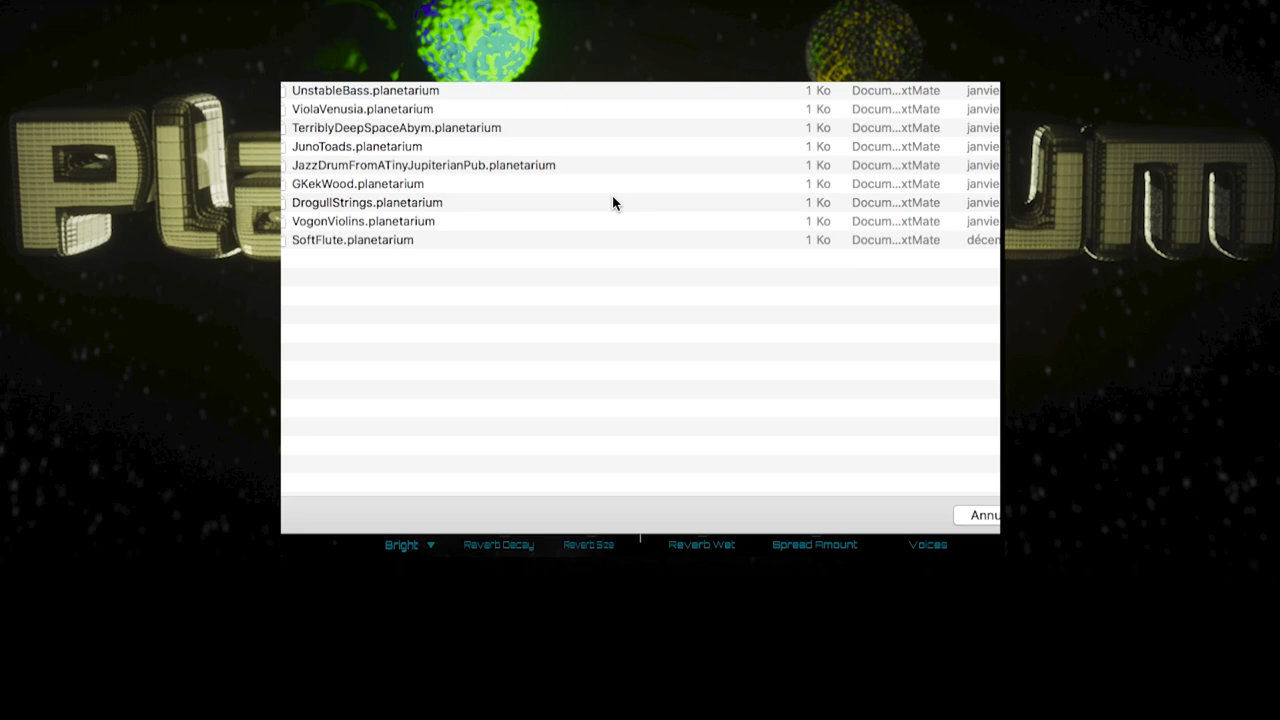 UnstableBass.planetarium 1 Ko Docum...xtMate janvie
ViolaVenusia.planetarium 1 Ko Docum...xtMate janvie
TerriblyDeepSpaceAbym.planetarium 1 Ko Docum...xtMate janvie
JunoToads.planetarium 1 Ko Docum...xtMate janvie
JazzDrumFromATinyJupiterianPub.planetarium 1 Ko Docum...xtMate janvie
GKekWood.planetarium 1 Ko Docum...xtMate janvie
DrogullStrings.planetarium 1 Ko Docum...xtMate janvie
VogonViolins.planetarium 1 Ko Docum...xtMate janvie
SoftFlute.planetarium 1 Ko Docum...xtMate décem
Annu
Bright Reverb Decay Reverb Size Reverb Wet Spread Amount Voices